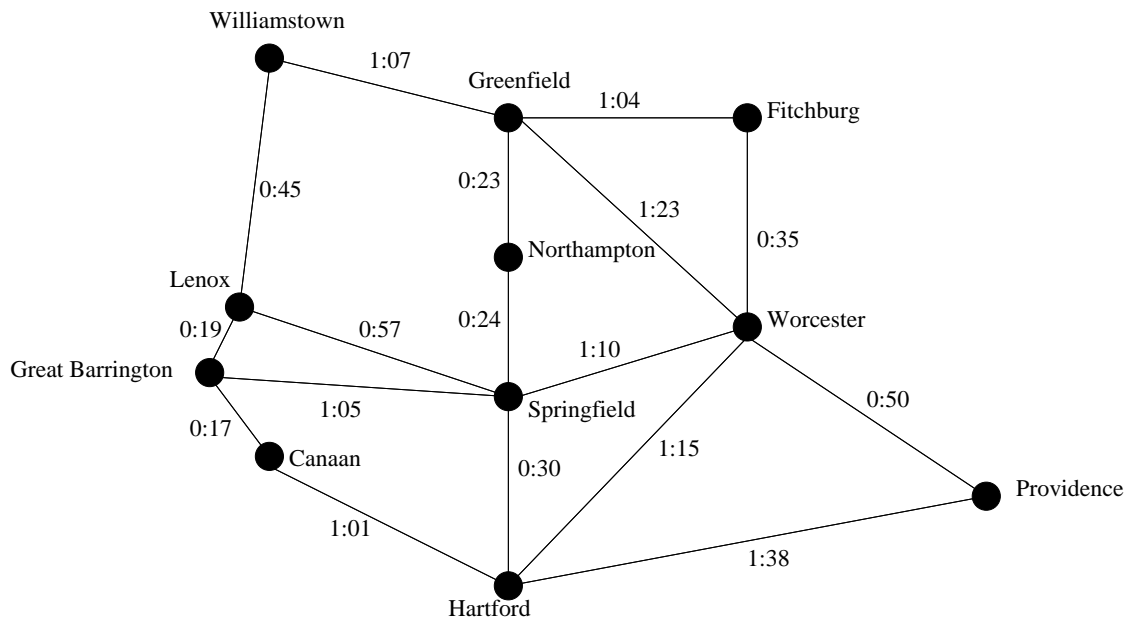 Williamstown
1:07
Greenfield
1:04
Fitchburg
0:45
0:23
1:23
0:35
Northampton
Lenox
0:19
0:57
0:24
Worcester
1:10
Great Barrington
1:05
Springfield
0:50
0:17
Canaan
0:30
1:15
Providence
1:01
1:38
Hartford